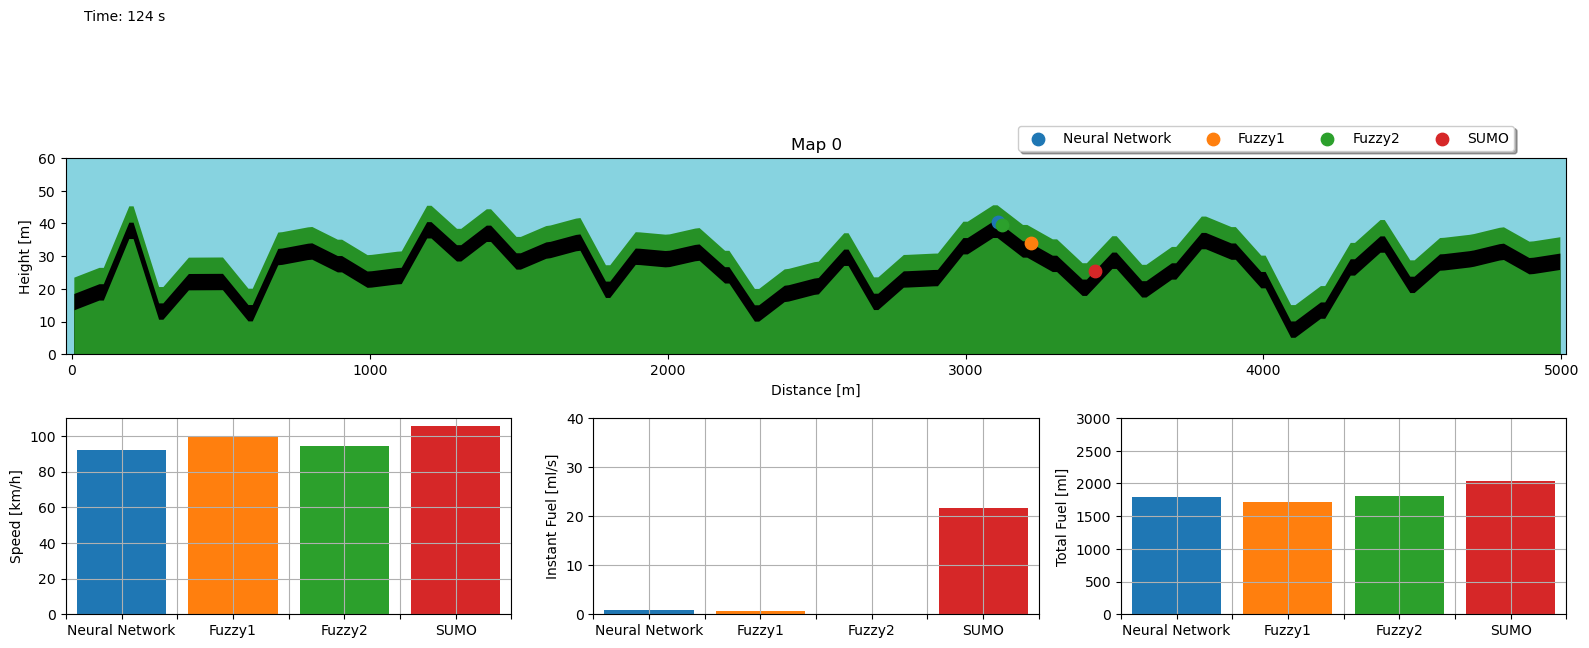 Time: 124 s
Map 0
Neural Network Fuzzy1 Fuzzy2 SUMO
Height [m]
60
50
40
30
20
10
0
0 1000 2000 3000 4000 5000
Distance [m]
Speed [km/h]
100
80
60
40
20
0
Neural Network Fuzzy1 Fuzzy2 SUMO
Instant Fuel [ml/s]
40
30
20
10
0
Neural Network Fuzzy1 Fuzzy2 SUMO
Total Fuel [ml]
3000
2500
2000
1500
1000
500
0
Neural Network Fuzzy1 Fuzzy2 SUMO